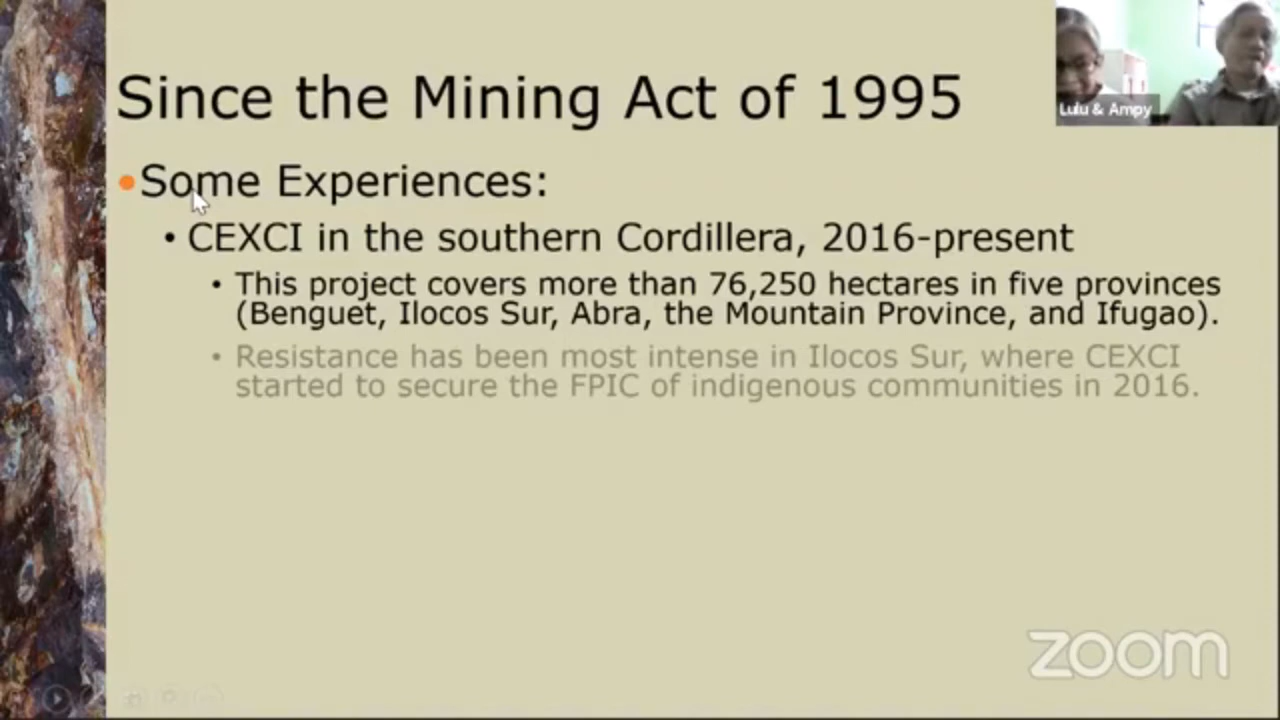 Since the Mining Act of 1995
Lulu & Ampy
•Some Experiences:
• CEXCI in the southern Cordillera, 2016-present
• This project covers more than 76,250 hectares in five provinces
(Benguet, Ilocos Sur, Abra, the Mountain Province, and Ifugao).
• Resistance has been most intense in Ilocos Sur, where CEXCI
started to secure the FPIC of indigenous communities in 2016.
zoom